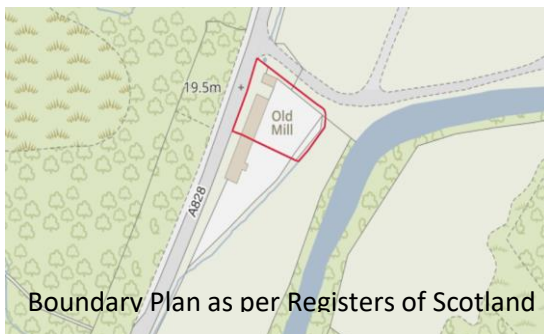 19.5m
Old
Mill
A828
Boundary Plan as per Registers of Scotland